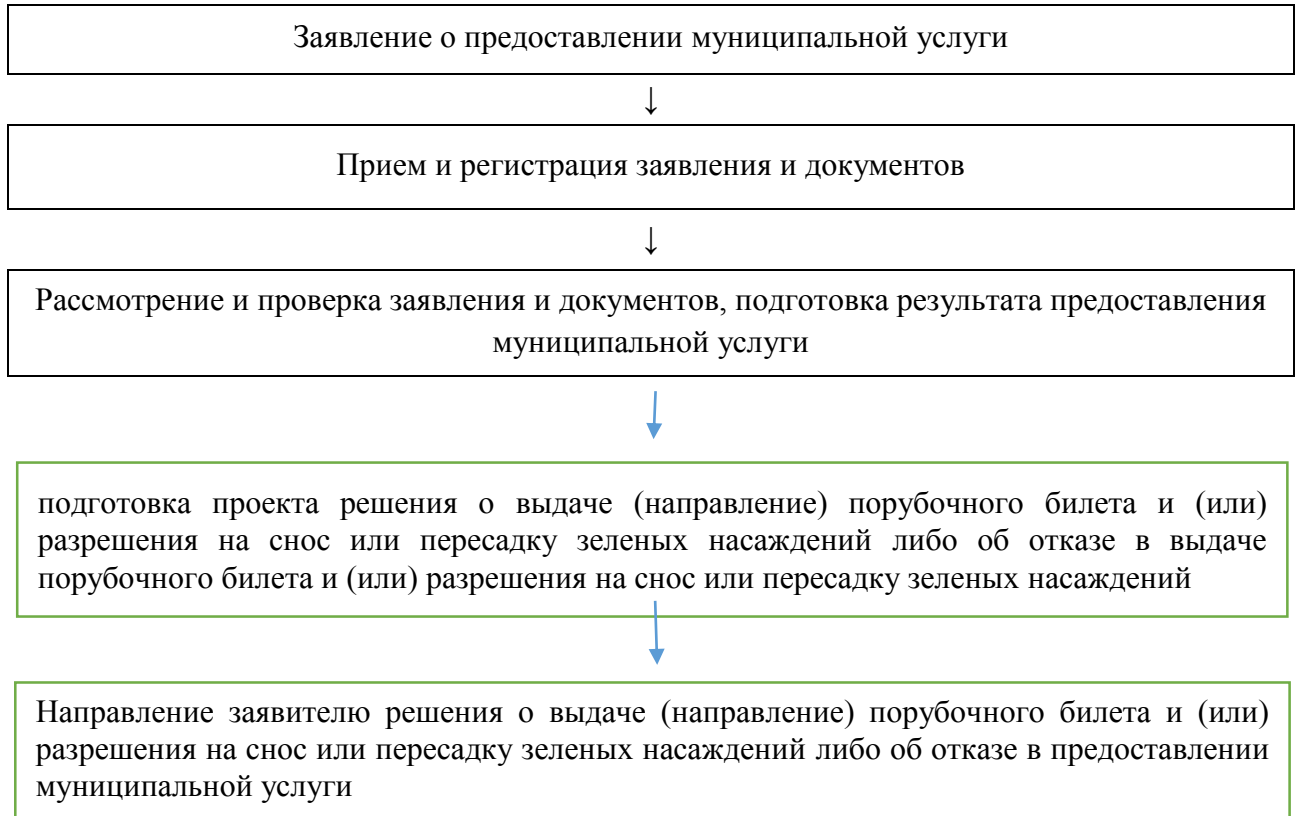 Заявление о предоставлении муниципальной услуги
↓
Прием и регистрация заявления и документов
↓
Рассмотрение и проверка заявления и документов, подготовка результата предоставления
муниципальной услуги
подготовка проекта решения о выдаче (направление) порубочного билета и (или)
разрешения на снос или пересадку зеленых насаждений либо об отказе в выдаче
порубочного билета и (или) разрешения на снос или пересадку зеленых насаждений
Направление заявителю решения о выдаче (направление) порубочного билета и (или)
разрешения на снос или пересадку зеленых насаждений либо об отказе в предоставлении
муниципальной услуги